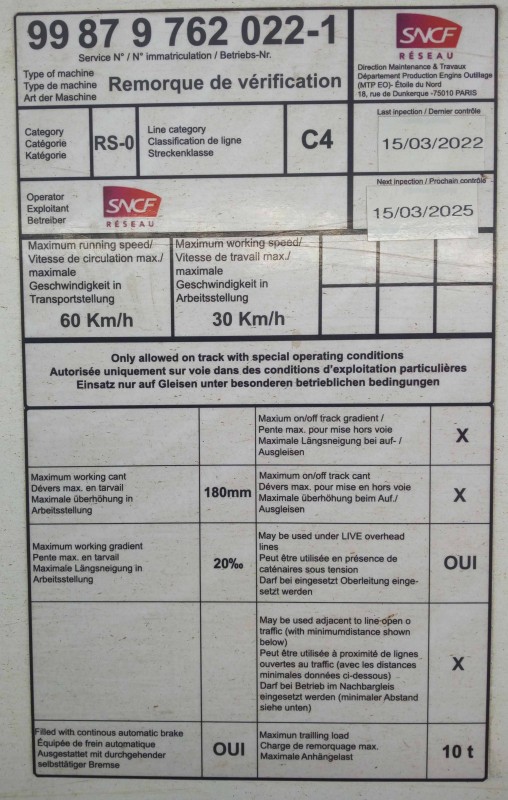 99 87 9 762 022-1
Service N° / N° immatriculation / Betriebs-Nr.
Type of machine
Type de machine
Art der Maschine
Remorque de vérification
SNCF
RÉSEAU
Direction Maintenance & Travaux
Département Production Engine Outillage
(MTP EO)- Étoile du Nord
18, rue de Dunkerque -75010 PARIS
Category
Catégorie
Kategórie
RS-0
Line category
Classification de ligne
Streckenklasse
C4
Last inpection / Dernier contrôle
15/03/2022
Operator
Exploitant
Betreiber
SNCF
RÉSEAU
Next inpection / Prochain contrôle
15/03/2025
Maximum running speed/
Vitesse de circulation max./
maximale
Geschwindigkeit in
Transportstellung
60 Km/h
Maximum working speed/
Vitesse de travail max./
maximale
Geschwindigkeit in
Arbeitsstellung
30 Km/h
Only allowed on track with special operating conditions
Autorisée uniquement sur voie dans des conditions d'exploitation particulières
Einsatz nur auf Gleisen unter besonderen betrieblichen bedingungen
Maxium on/off track gradient /
Pente max. pour mise hors voie
Maximale Längsneigung bei auf- /
Ausgleisen
X
Maximum working cant
Dévers max. en tarvail
Maximale überhöhung in
Arbeitsstellung
180mm
Maximum on/off track cant
Dévers max. pour mise en hors voie
Maximale überhöhung beim Auf./
Ausgleisen
X
Maximum working gradient
Pente max. en tarvail
Maximale Längsneigung in
Arbeitsstellung
20‰
May be used under LIVE overhead
lines
Peut être utilisée en présence de
caténaires sous tension
Darf bei eingesetzt Oberleitung einge-
setzt werden
OUI
May be used adjacent to line open o
traffic (with minimumdistance shown
below)
Peut être utilisée à proximité de lignes
ouvertes au traffic (avec les distances
minimales données ci-dessous)
Darf bei Betrieb im Nachbargleis
eingesetzt werden (minimaler Abstand
siehe unten)
X
Filled with continous automatic brake
Équipée de frein automatique
Ausgestattet mit durchgehender
selbsttätiger Bremse
OUI
Maximun trailling load
Charge de remorquage max.
Maximale Anhängelast
10 t